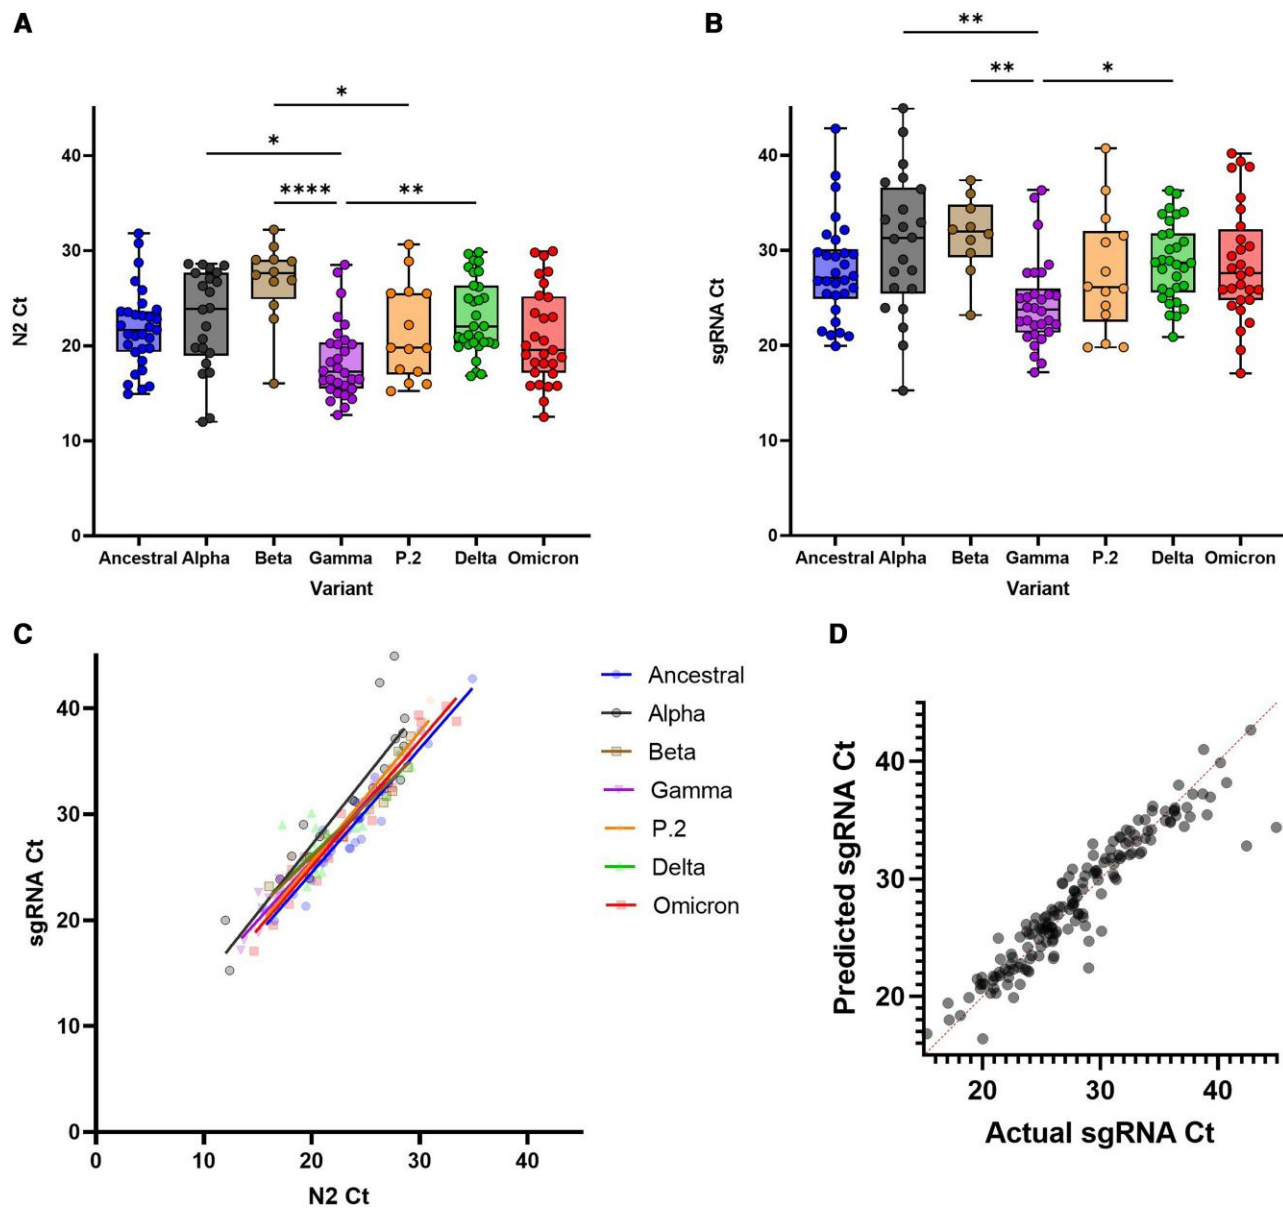 A
*
*
**** **
N2 Ct
40
30
20
10
0
Ancestral Alpha Beta Gamma P.2 Delta Omicron
Variant
B
**
** *
sgRNA Ct
40
30
20
10
0
Ancestral Alpha Beta Gamma P.2 Delta Omicron
Variant
C
sgRNA Ct
40
30
20
10
0
0 10 20 30 40
N2 Ct
Ancestral
Alpha
Beta
Gamma
P.2
Delta
Omicron
D
Predicted sgRNA Ct
40
30
20
20 30 40
Actual sgRNA Ct